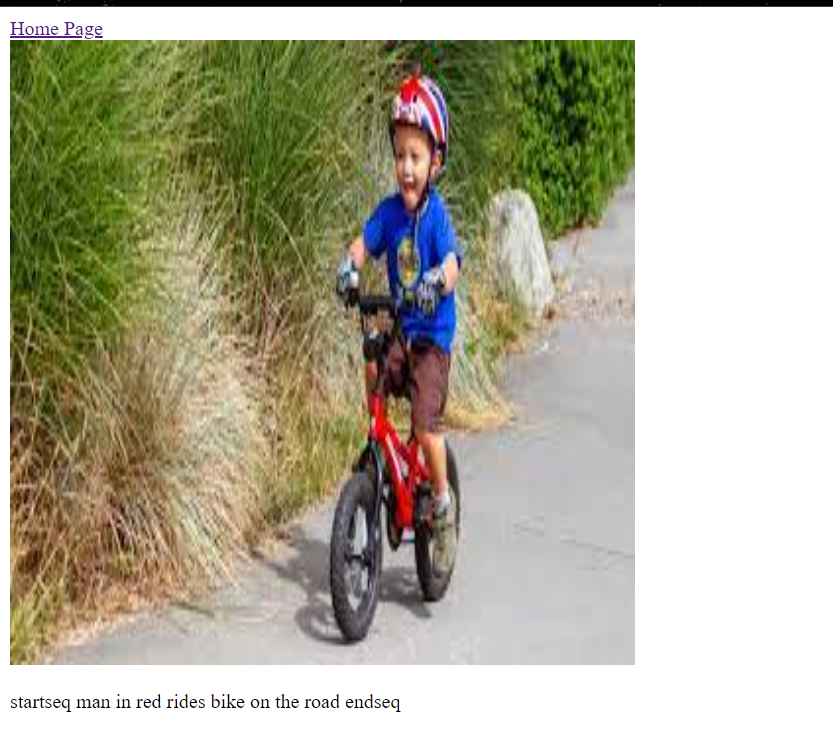 Home Page
startseq man in red rides bike on the road endseq